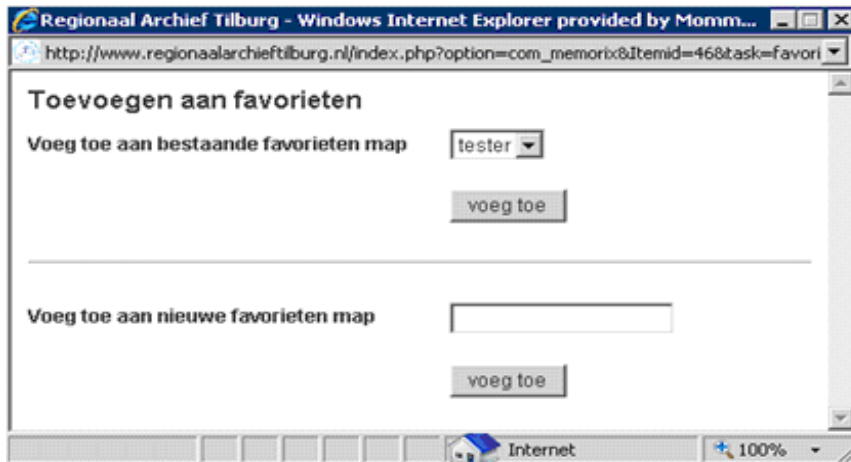 Regionaal Archief Tilburg - Windows Internet Explorer provided by Momm...
http://www.regionaalarchieftilburg.nl/index.php?option=com_memorix&Itemid=46&task=favori
Toevoegen aan favorieten
Voeg toe aan bestaande favorieten map tester
voeg toe
Voeg toe aan nieuwe favorieten map
voeg toe
Internet 100%